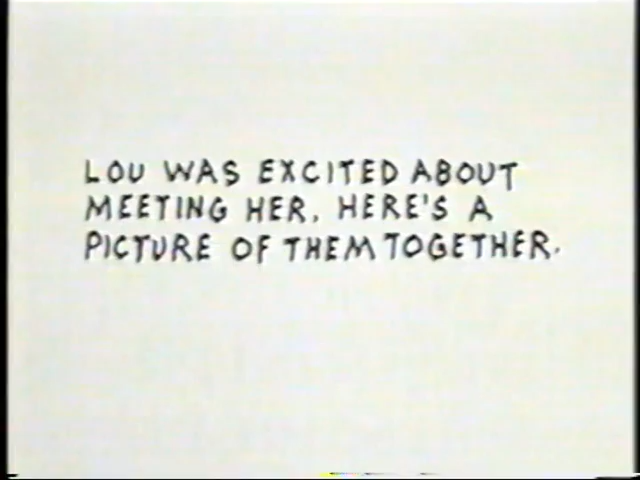 LOU WAS EXCITED ABOUT
MEETING HER. HERE'S A
PICTURE OF THEM TOGETHER.